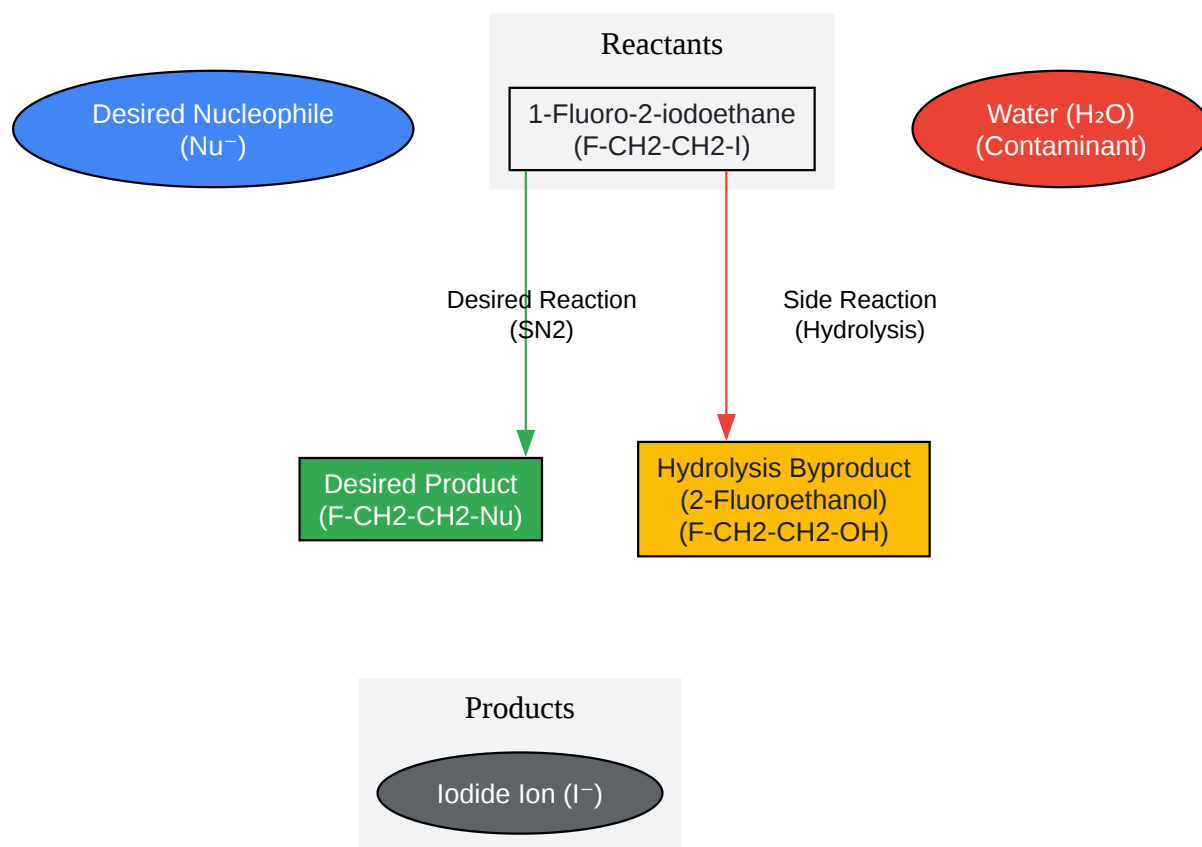 Reactants
Desired Nucleophile
(Nu⁻)
1-Fluoro-2-iodoethane
(F-CH2-CH2-I)
Water (H₂O)
(Contaminant)
Desired Reaction
(SN2)
Side Reaction
(Hydrolysis)
Desired Product
(F-CH2-CH2-Nu)
Hydrolysis Byproduct
(2-Fluoroethanol)
(F-CH2-CH2-OH)
Products
Iodide Ion (I⁻)